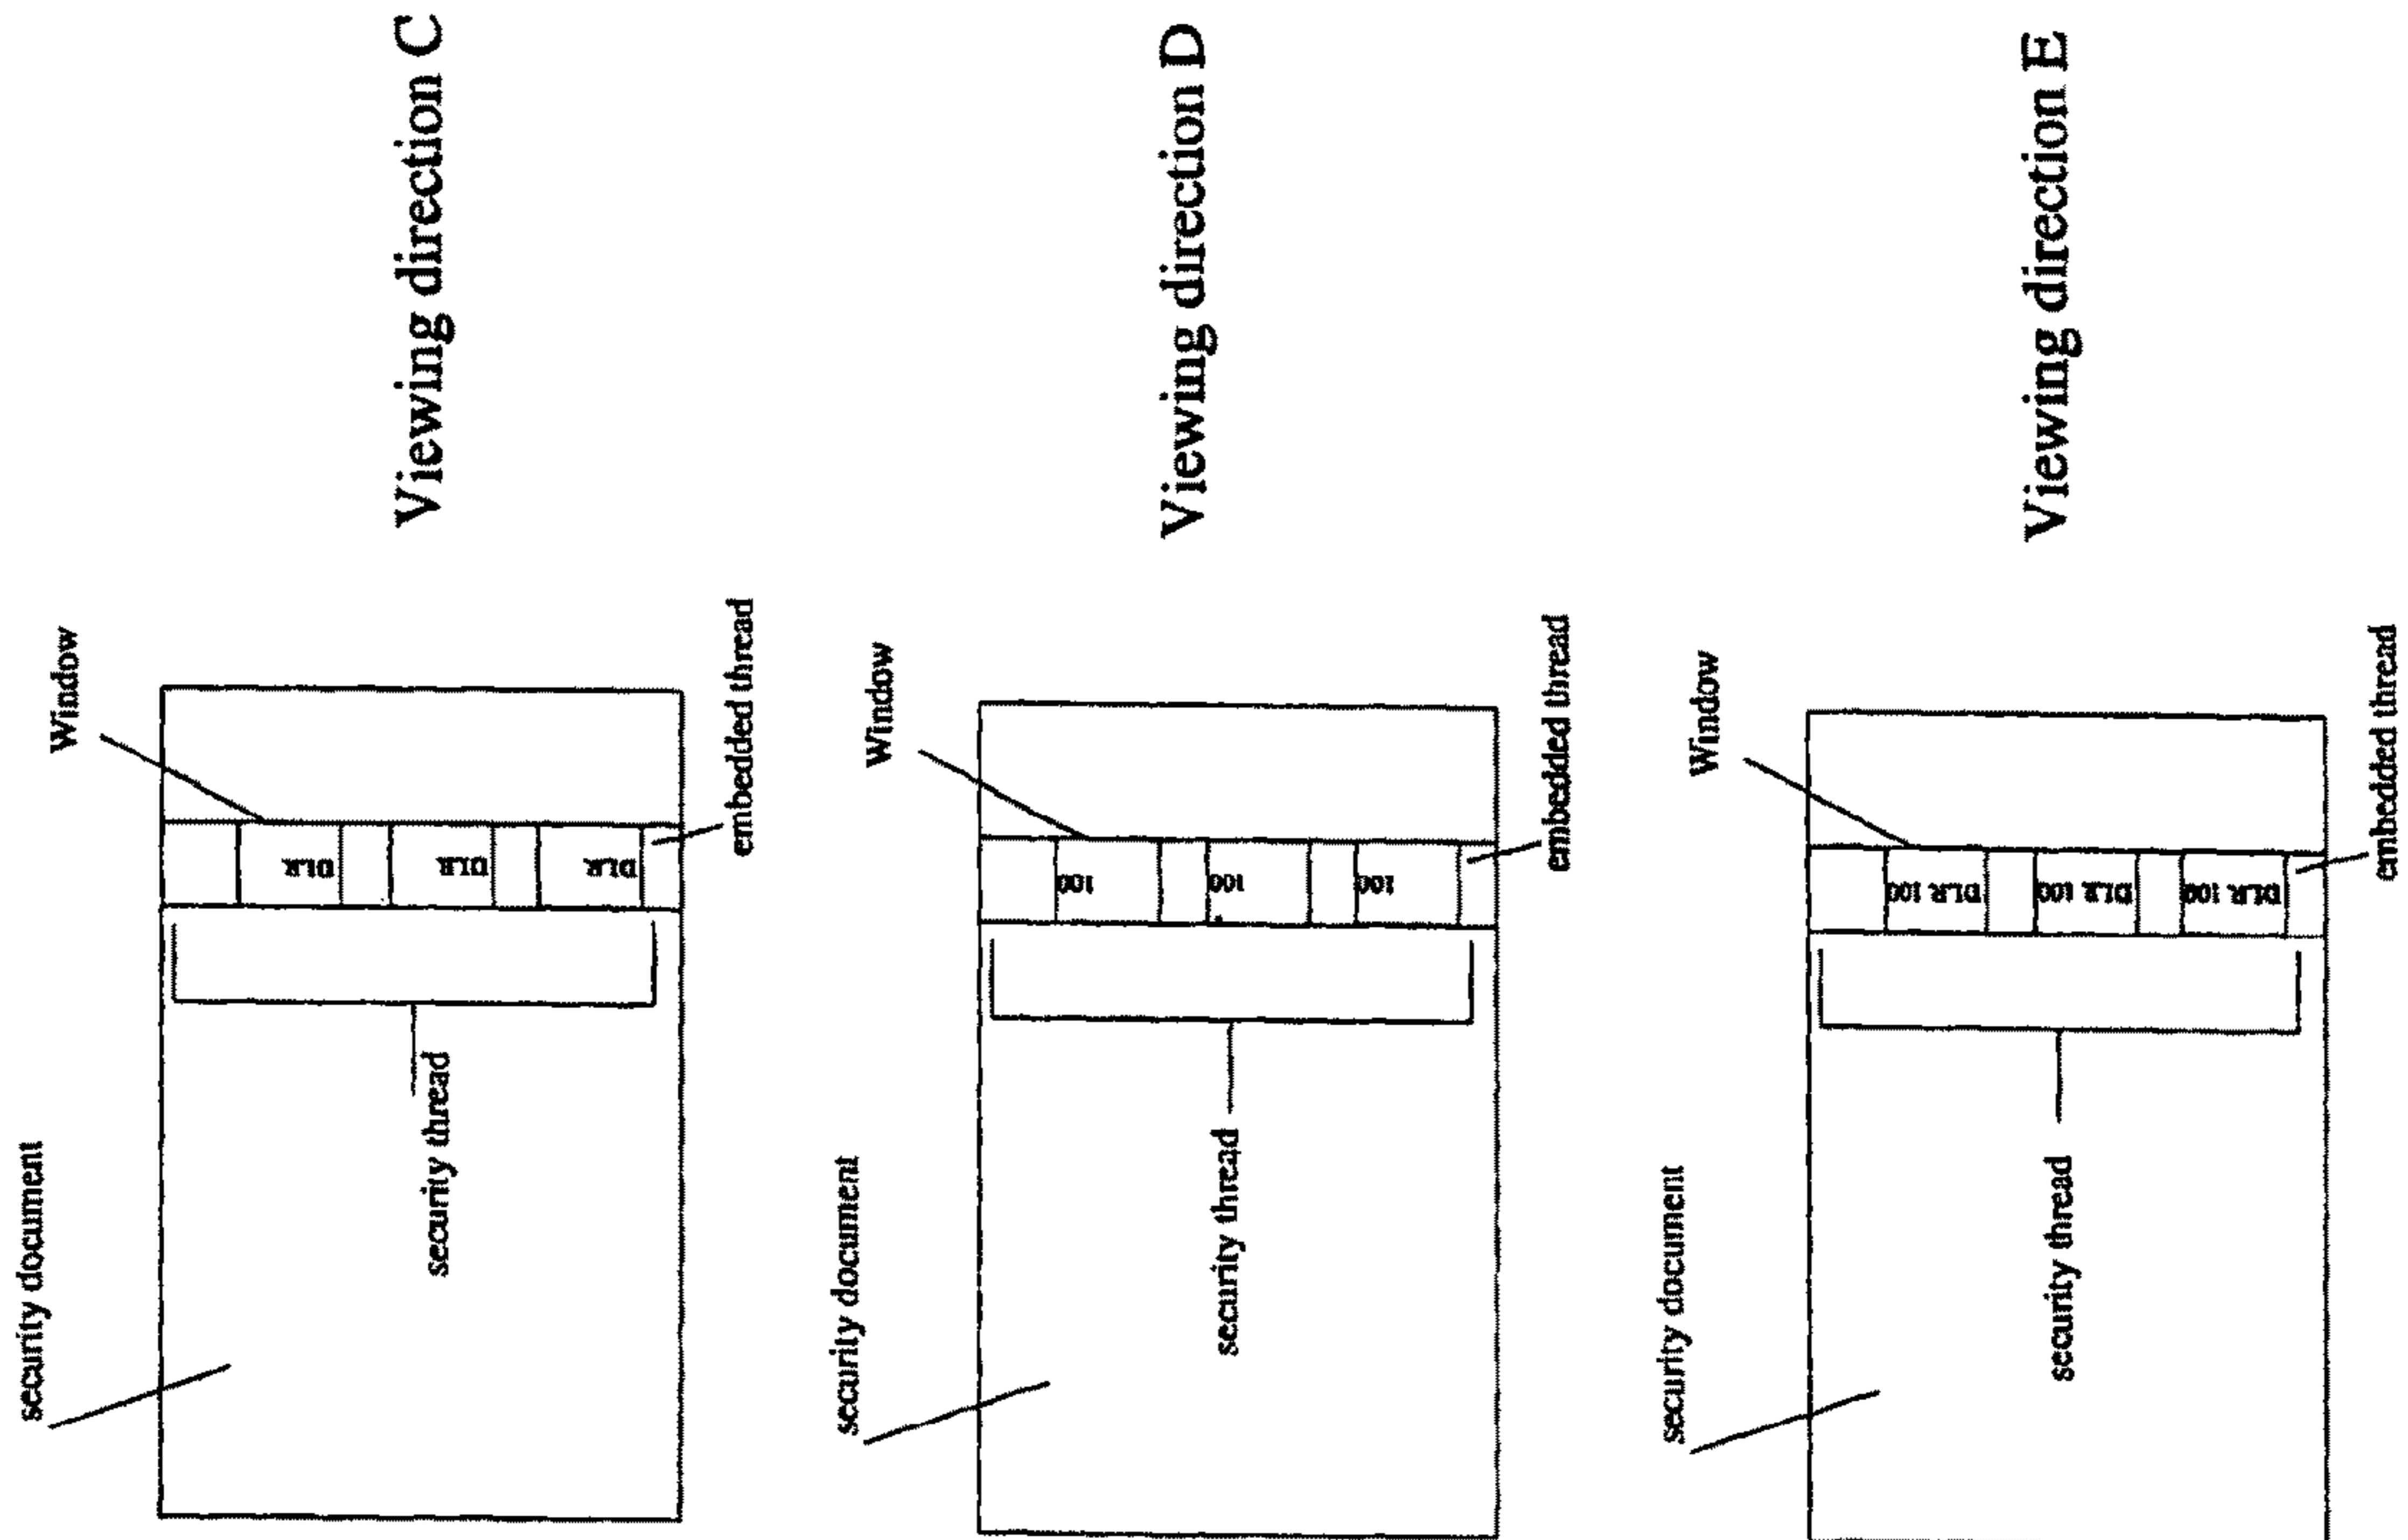 security document
Window
DLR
DLR
DLR
security thread
embedded thread
Viewing direction C
security document
Window
100
100
100
security thread
embedded thread
Viewing direction D
security document
Window
DLR 100
DLR 100
DLR 100
security thread
embedded thread
Viewing direction E